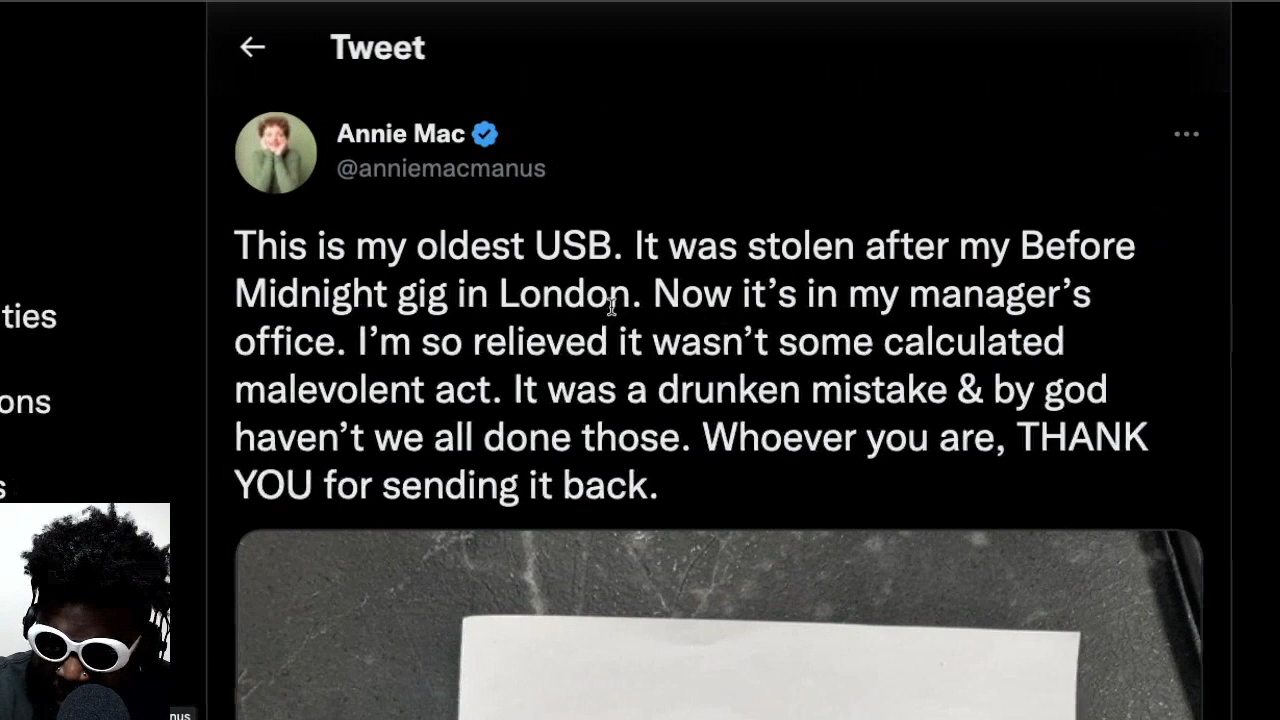 Tweet
Annie Mac
@anniemacmanus
This is my oldest USB. It was stolen after my Before
Midnight gig in London. Now it’s in my manager’s
office. I’m so relieved it wasn’t some calculated
malevolent act. It was a drunken mistake & by god
haven’t we all done those. Whoever you are, THANK
YOU for sending it back.
ties
ons
s
nus